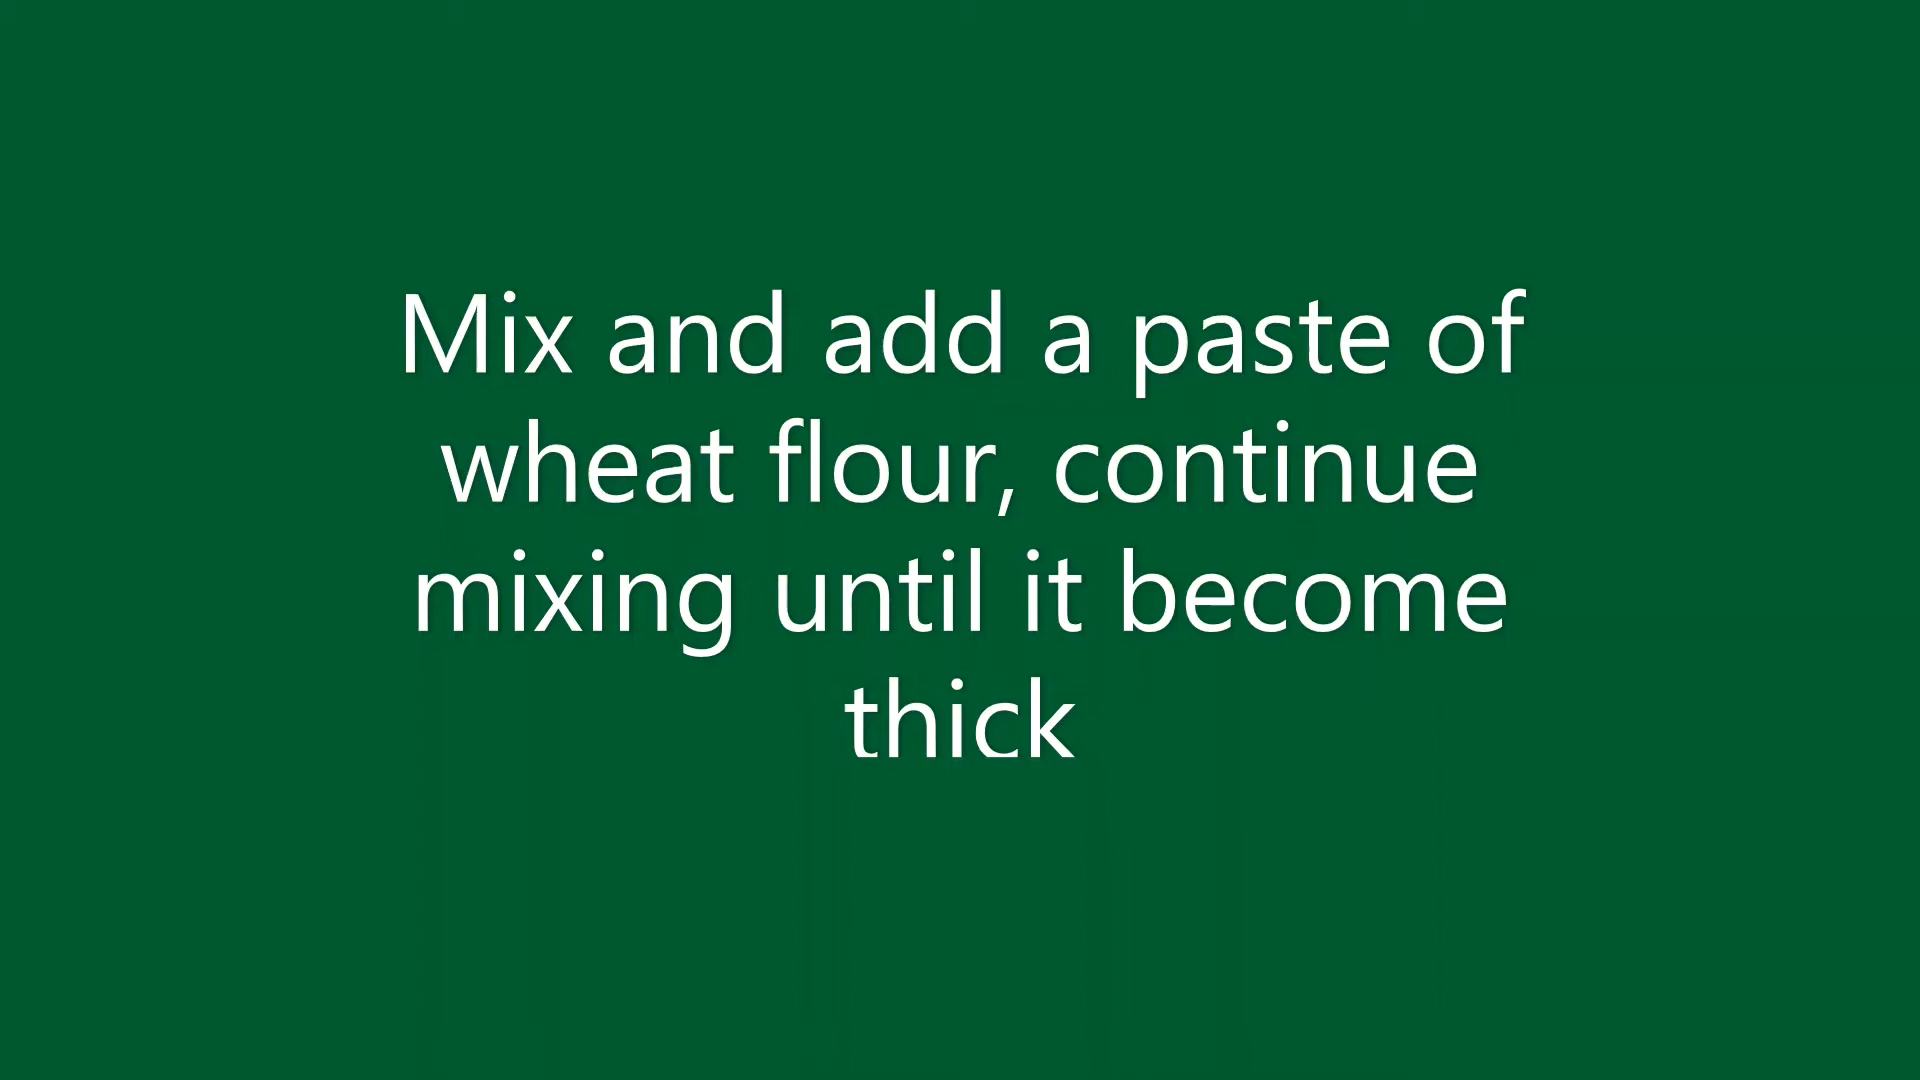 Mix and add a paste of
wheat flour, continue
mixing until it become
thick